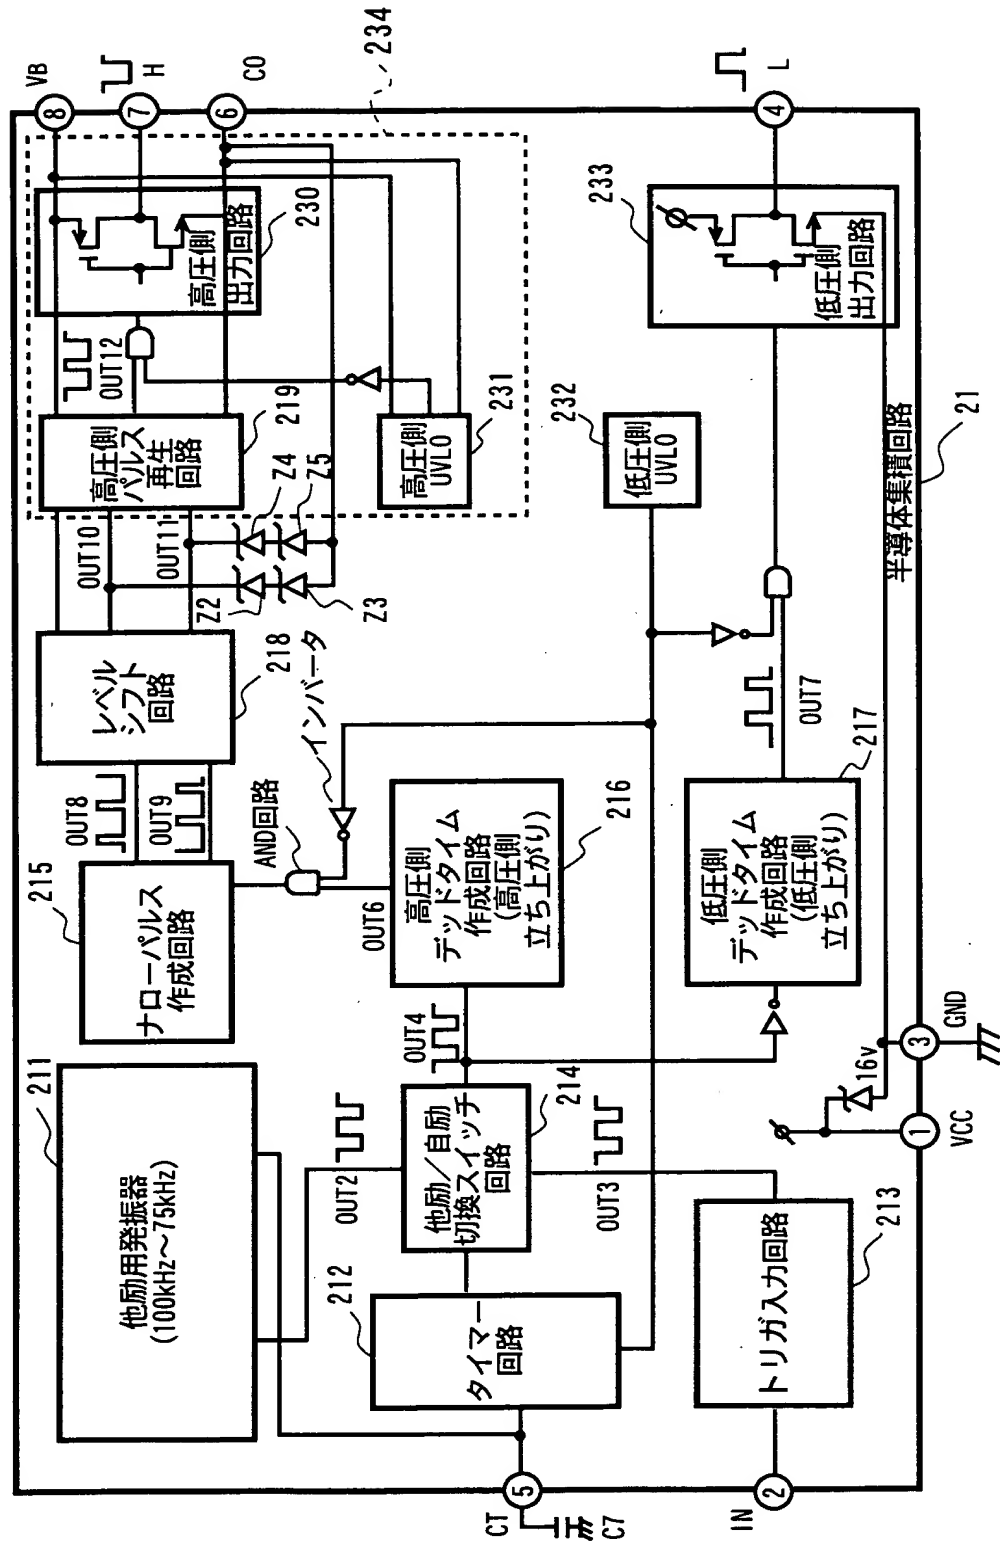 211
他励用発振器
(100kHz～75kHz)
215
ナローパルス
作成回路
OUT8
OUT9
レベル
シフト
回路
218
OUT10
OUT11
高圧側
パルス
再生
回路
219
OUT12
高圧側
出力回路
230
VB
8
H
7
CO
6
234
Z2
Z3
Z4
Z5
高圧側
UVLO
231
212
タイマー
回路
OUT2
他励/自励
切換スイッチ
回路
214
OUT3
OUT4
OUT6
AND回路
インバータ
高圧側
デッドタイム
作成回路
(高圧側
立ち上がり)
216
232
低圧側
UVLO
233
低圧側
出力回路
L
4
CT
5
C7
IN
2
トリガ入力回路
213
低圧側
デッドタイム
作成回路
(低圧側
立ち上がり)
217
OUT7
16v
1
VCC
3
GND
半導体集積回路
21